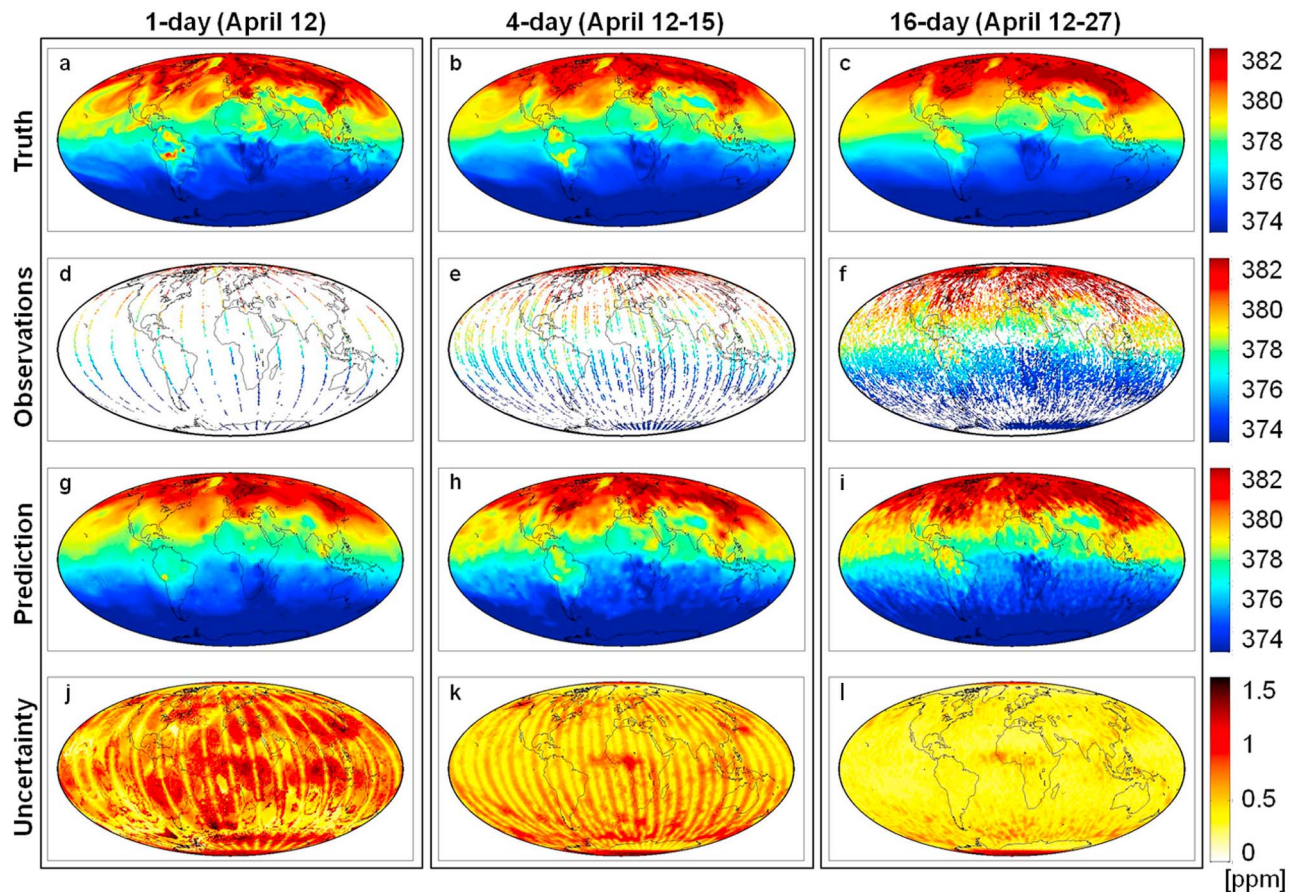 1-day (April 12)
4-day (April 12-15)
16-day (April 12-27)
Truth
a
b
c
382
380
378
376
374
Observations
d
e
f
382
380
378
376
374
Prediction
g
h
i
382
380
378
376
374
Uncertainty
j
k
l
1.5
1
0.5
0
[ppm]